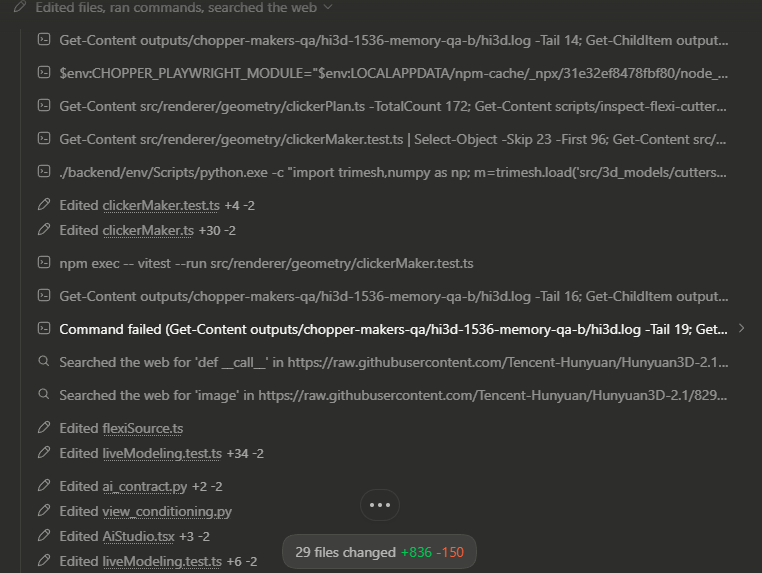 Edited files, ran commands, searched the web
Get-Content outputs/chopper-makers-qa/hi3d-1536-memory-qa-b/hi3d.log -Tail 14; Get-ChildItem output...
$env:CHOPPER_PLAYWRIGHT_MODULE="$env:LOCALAPPDATA/npm-cache/_npx/31e32ef8478fbf80/node_...
Get-Content src/renderer/geometry/clickerPlan.ts -TotalCount 172; Get-Content scripts/inspect-flexi-cutter...
Get-Content src/renderer/geometry/clickerMaker.test.ts | Select-Object -Skip 23 -First 96; Get-Content src/...
./backend/env/Scripts/python.exe -c "import trimesh,numpy as np; m=trimesh.load('src/3d_models/cutters...
Edited clickerMaker.test.ts +4 -2
Edited clickerMaker.ts +30 -2
npm exec -- vitest --run src/renderer/geometry/clickerMaker.test.ts
Get-Content outputs/chopper-makers-qa/hi3d-1536-memory-qa-b/hi3d.log -Tail 16; Get-ChildItem output...
Command failed (Get-Content outputs/chopper-makers-qa/hi3d-1536-memory-qa-b/hi3d.log -Tail 19; Get...
Searched the web for 'def __call__' in https://raw.githubusercontent.com/Tencent-Hunyuan/Hunyuan3D-2.1...
Searched the web for 'image' in https://raw.githubusercontent.com/Tencent-Hunyuan/Hunyuan3D-2.1/829...
Edited flexiSource.ts
Edited liveModeling.test.ts +34 -2
Edited ai_contract.py +2 -2
Edited view_conditioning.py
Edited AiStudio.tsx +3 -2
Edited liveModeling.test.ts +6 -2
29 files changed +836 -150